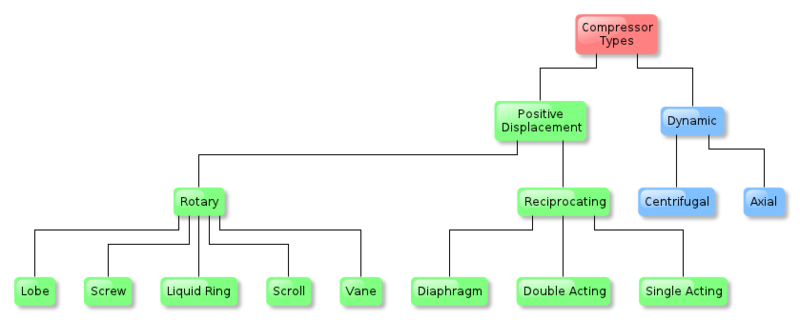 Compressor
Types
Positive
Displacement
Dynamic
Rotary
Reciprocating
Centrifugal
Axial
Lobe
Screw
Liquid Ring
Scroll
Vane
Diaphragm
Double Acting
Single Acting